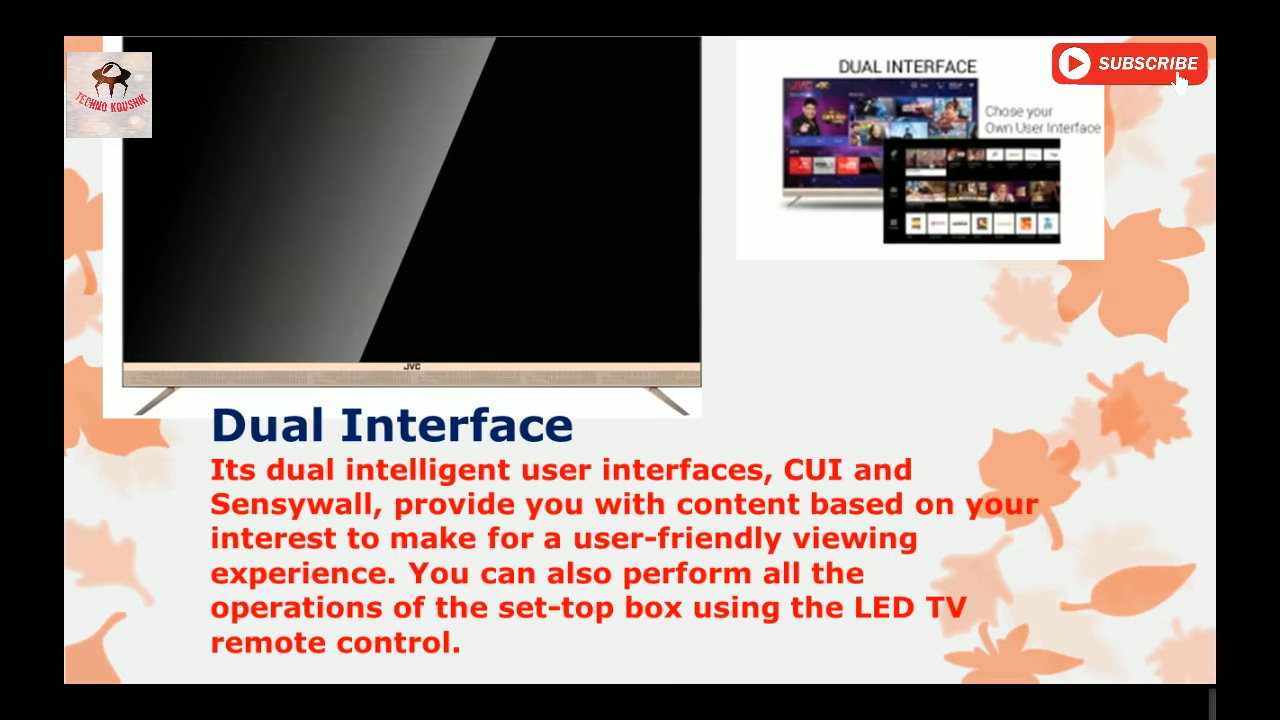 TECHNO KOUSHIK
DUAL INTERFACE
SUBSCRIBE
JVC
Chose your
Own User Interface
JVC
Dual Interface
Its dual intelligent user interfaces, CUI and
Sensywall, provide you with content based on your
interest to make for a user-friendly viewing
experience. You can also perform all the
operations of the set-top box using the LED TV
remote control.